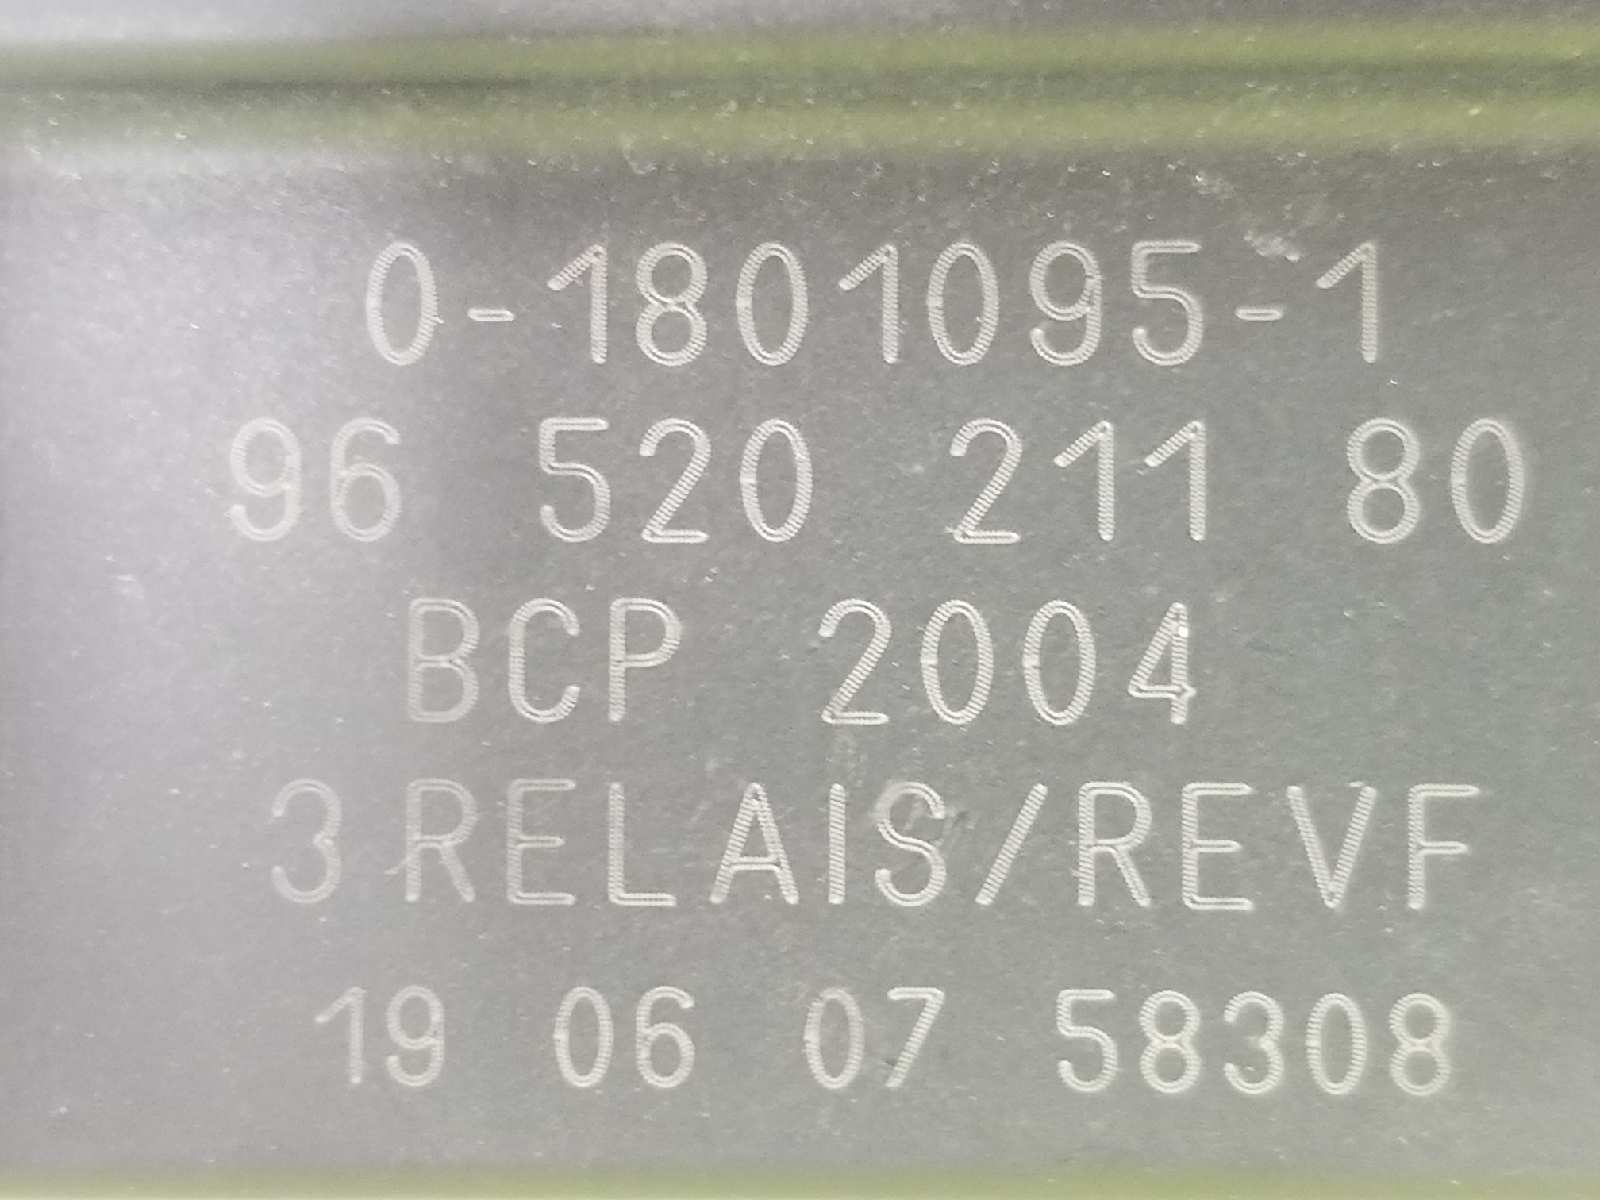 0-1801095-1
96 520 211 80
BCP 2004
3 RELAIS/REVF
19 06 07 58308